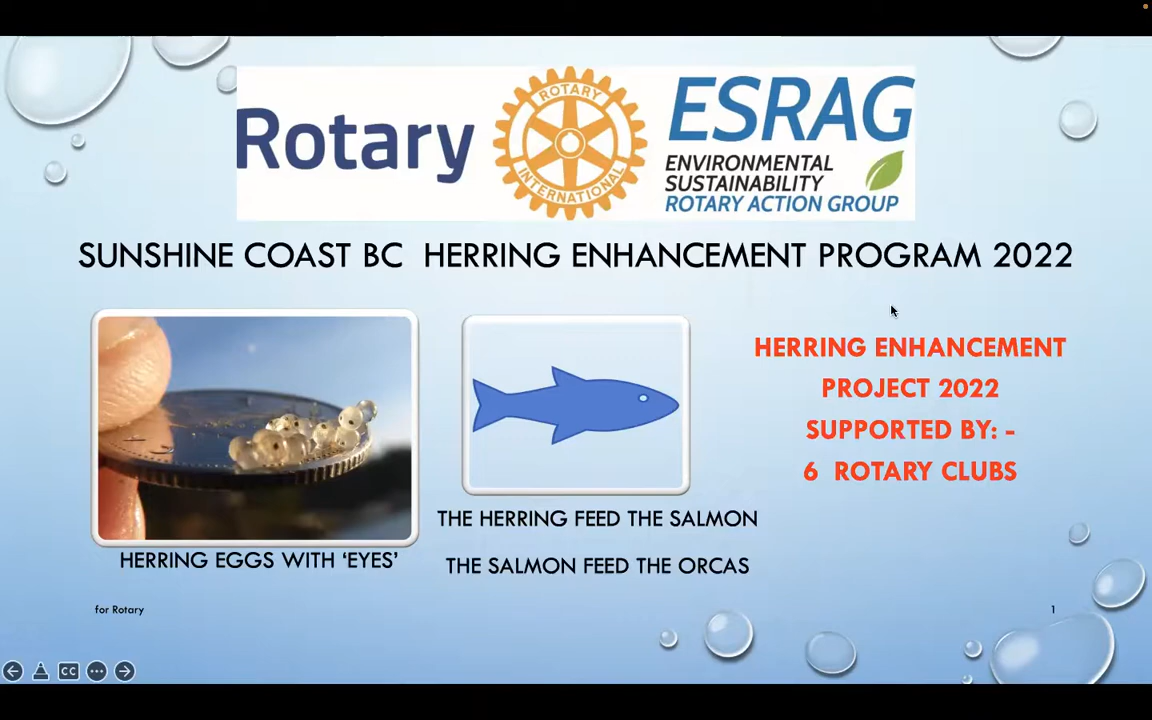 Rotary
ROTARY
INTERNATIONAL
ESRAG
ENVIRONMENTAL
SUSTAINABILITY
ROTARY ACTION GROUP
SUNSHINE COAST BC HERRING ENHANCEMENT PROGRAM 2022
HERRING ENHANCEMENT
PROJECT 2022
SUPPORTED BY: -
6 ROTARY CLUBS
THE HERRING FEED THE SALMON
HERRING EGGS WITH ‘EYES’
THE SALMON FEED THE ORCAS
for Rotary
1
CC